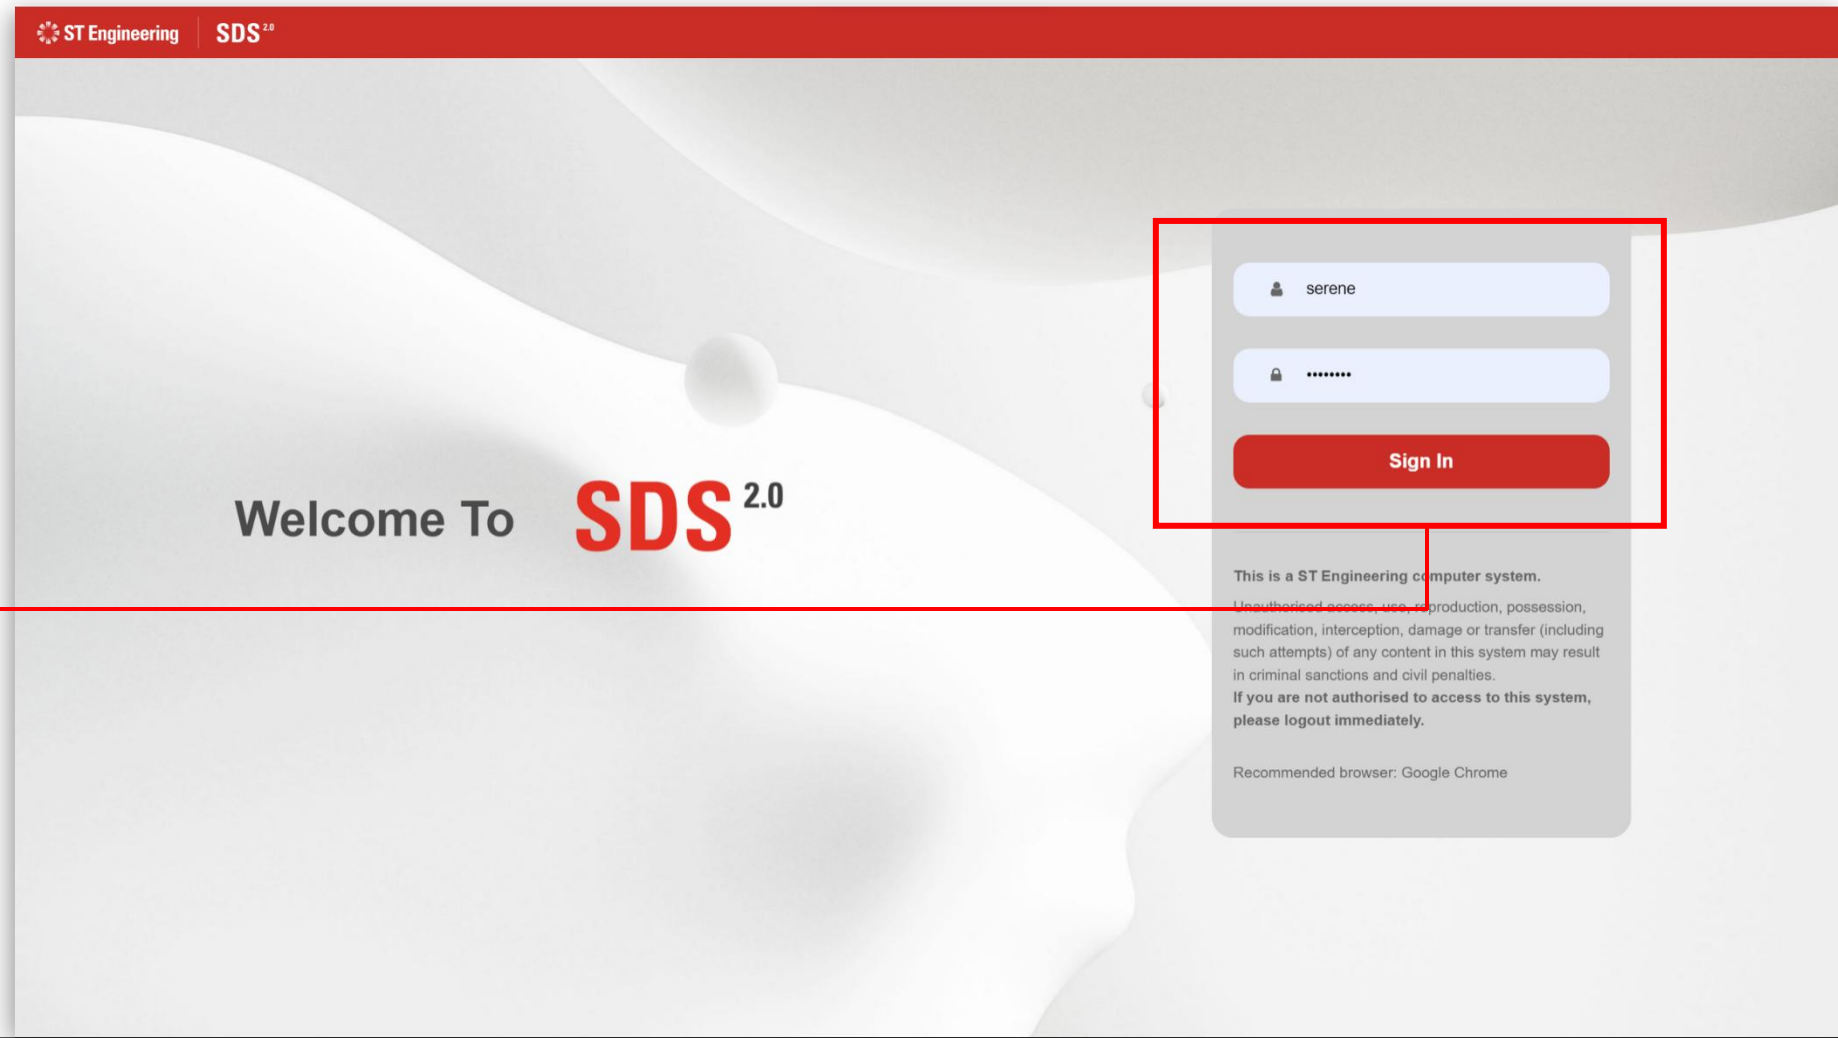 ST Engineering SDS 2.0
serene
••••••••
Sign In
Welcome To SDS 2.0
This is a ST Engineering computer system.
Unauthorised access, use, reproduction, possession,
modification, interception, damage or transfer (including
such attempts) of any content in this system may result
in criminal sanctions and civil penalties.
If you are not authorised to access to this system,
please logout immediately.
Recommended browser: Google Chrome